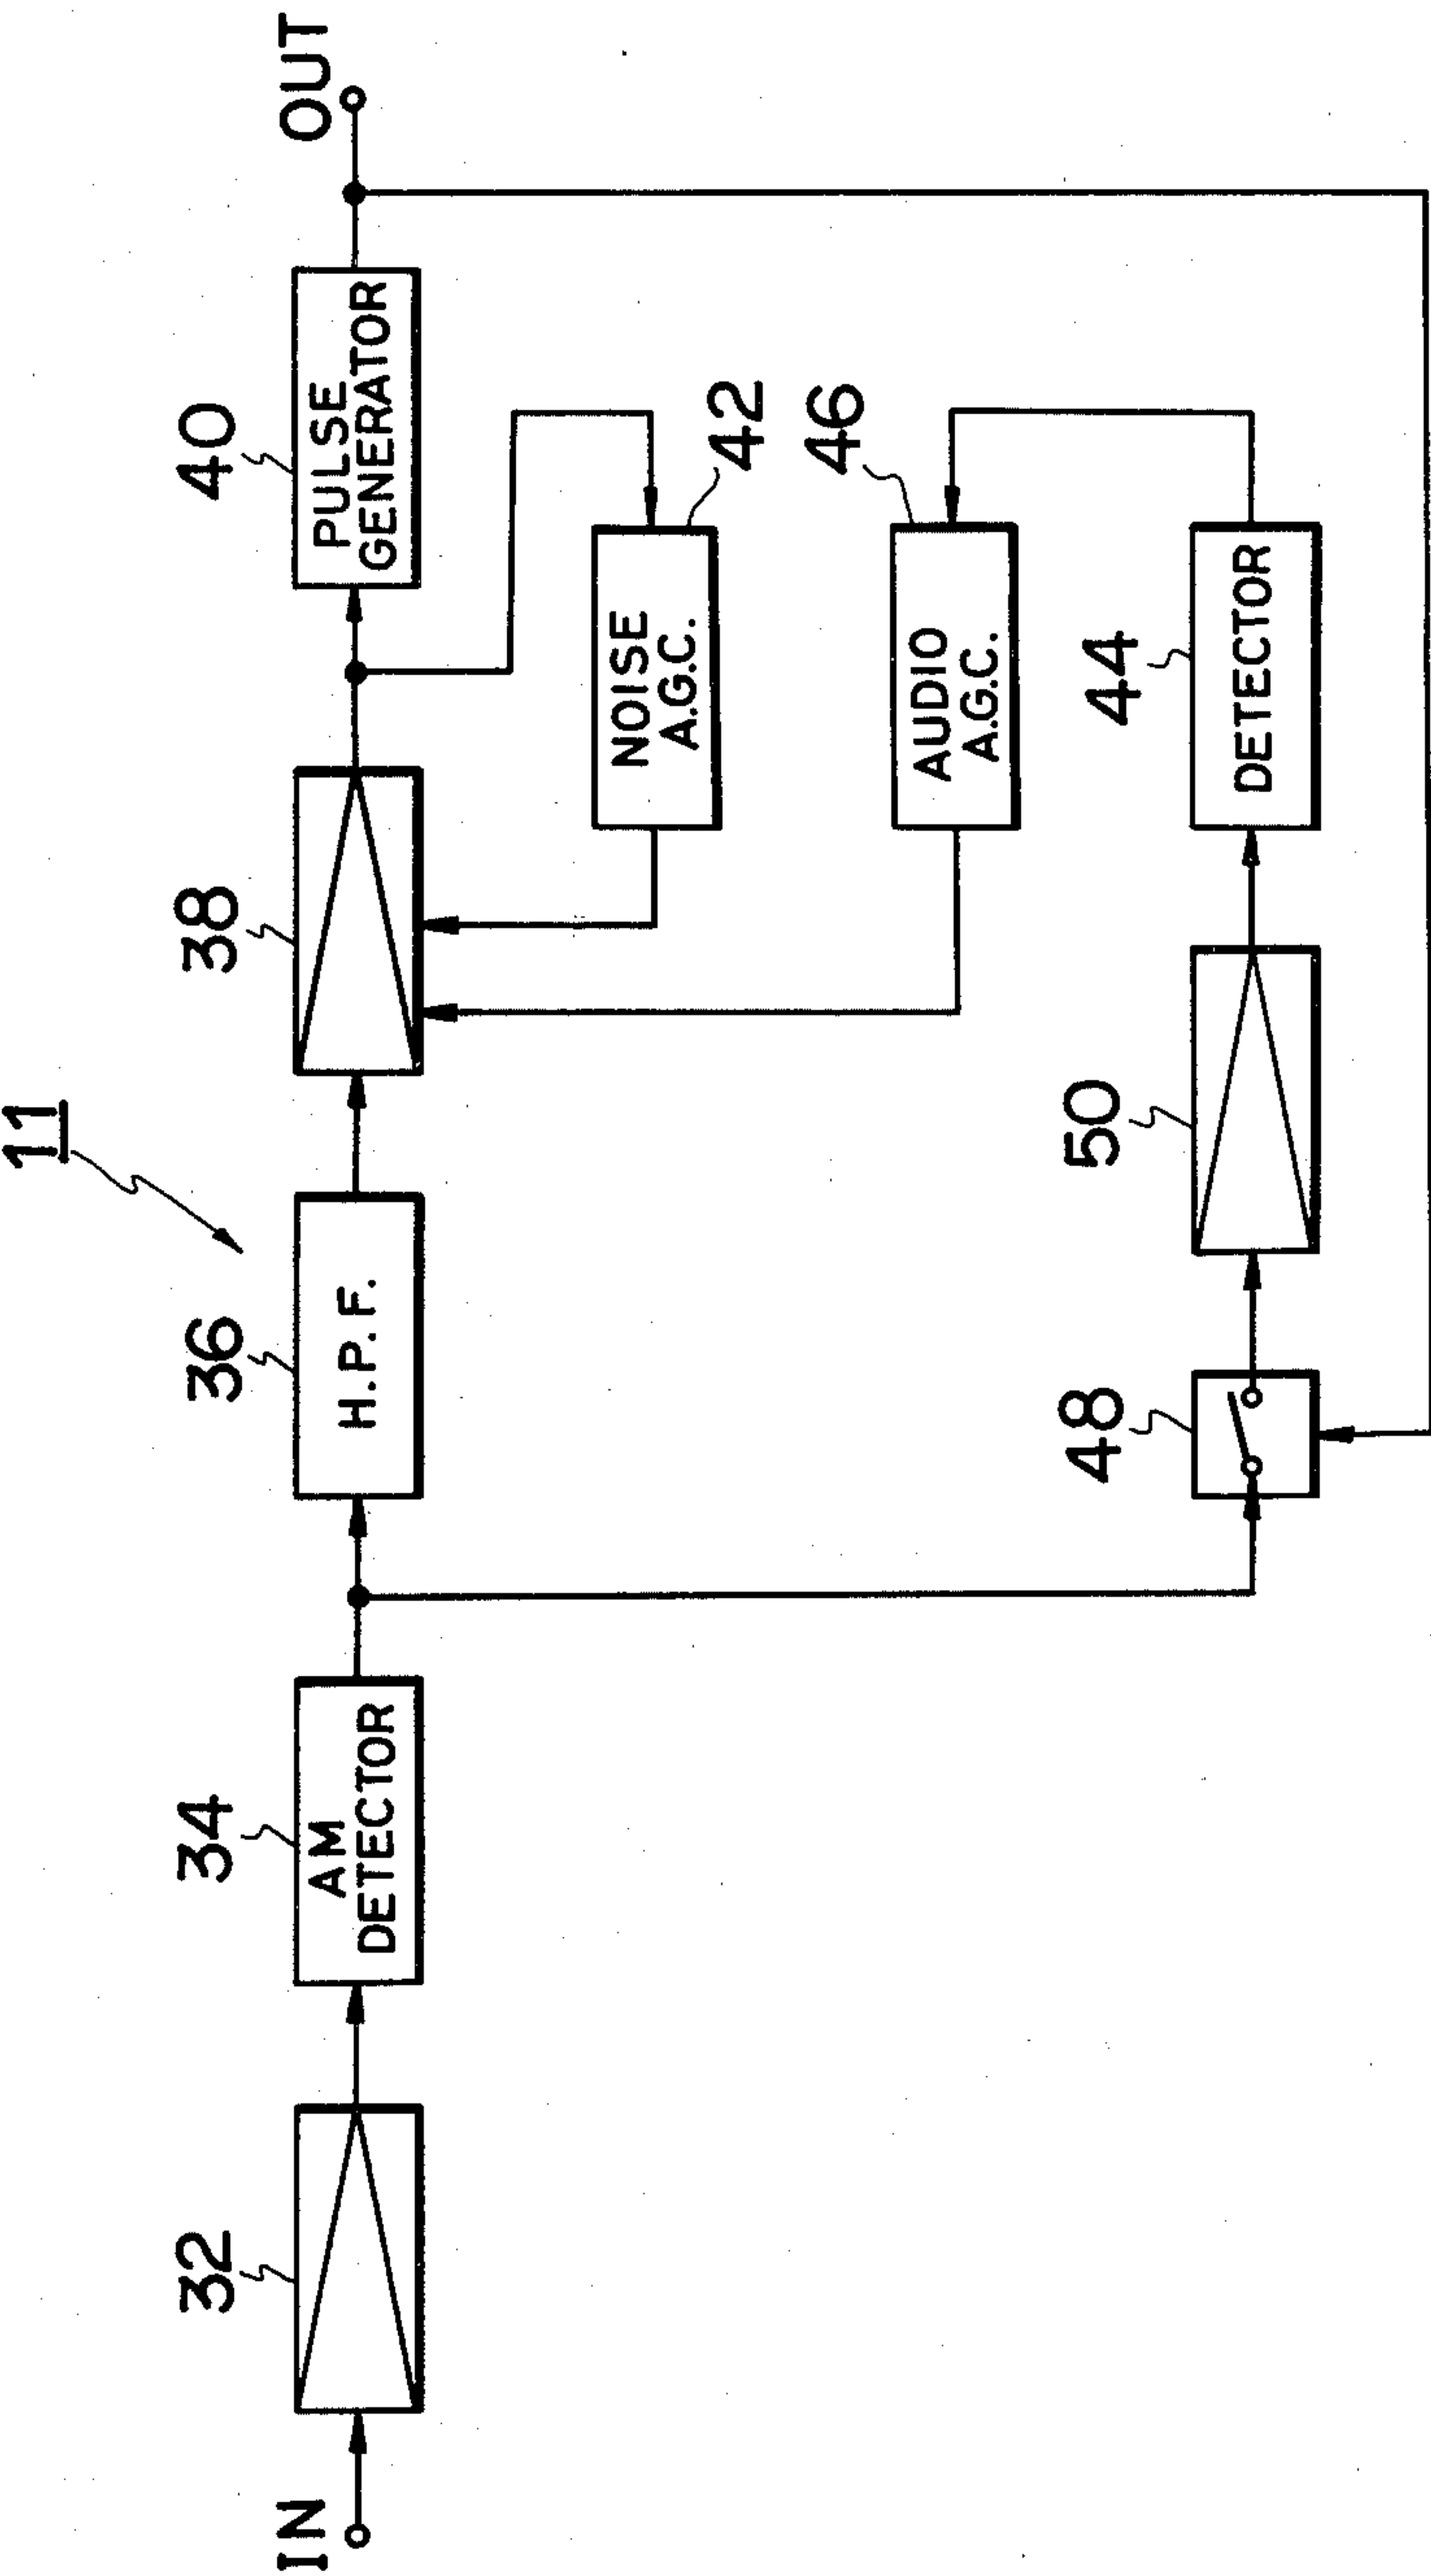 11
IN
32
34
AM
DETECTOR
36
H.P.F.
38
40
PULSE
GENERATOR
OUT
NOISE
A.G.C.
42
AUDIO
A.G.C.
46
48
50
44
DETECTOR